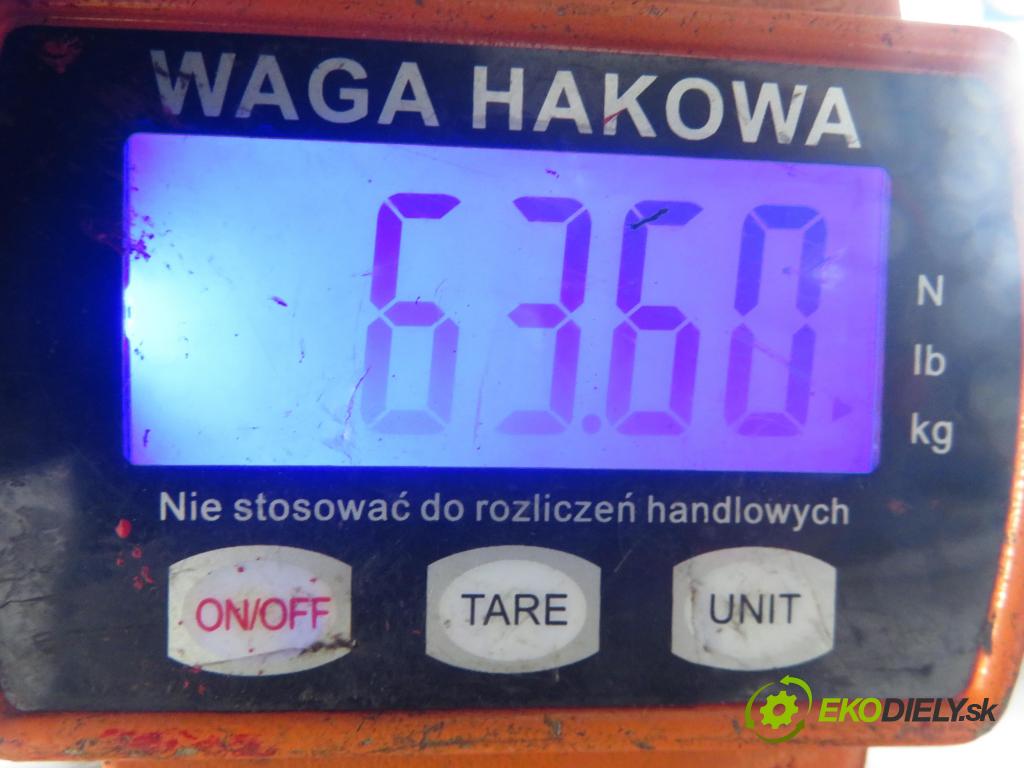 WAGA HAKOWA
63.60
N
lb
kg
Nie stosować do rozliczeń handlowych
ON/OFF TARE UNIT
EKODIELY.sk